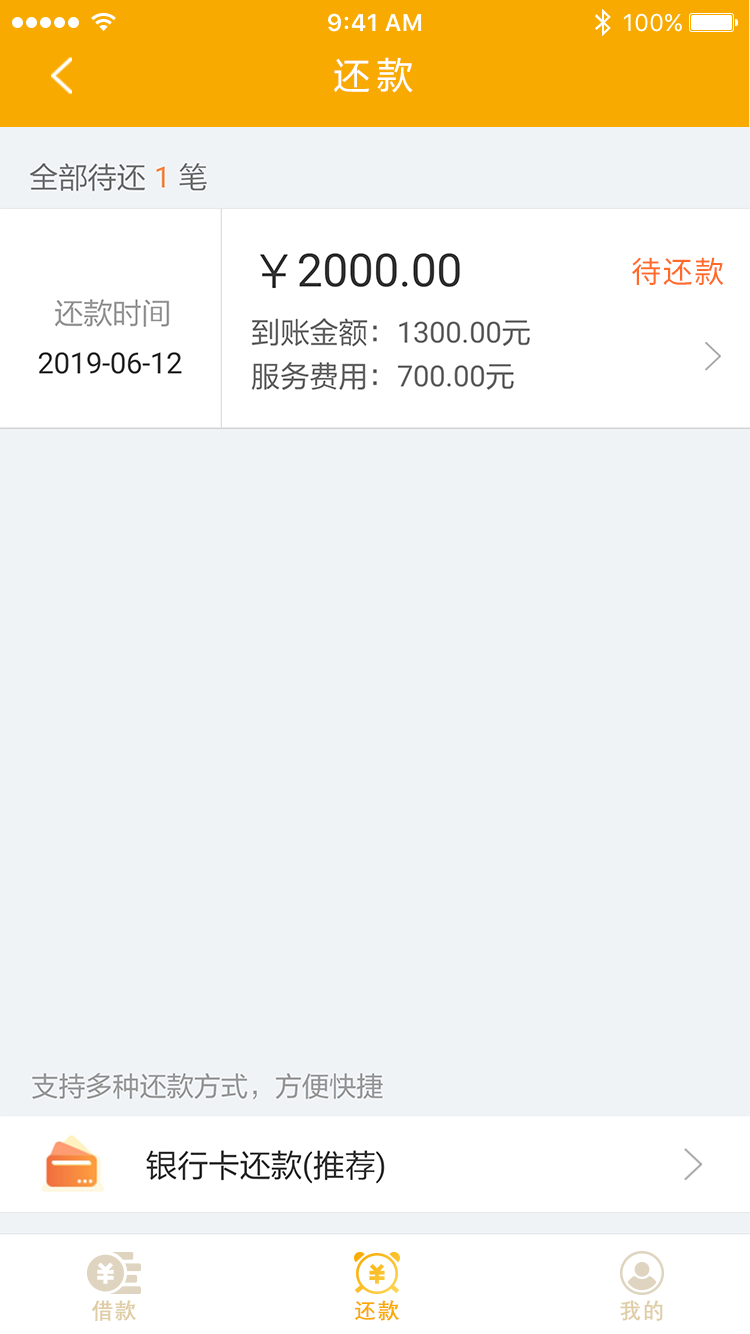 9:41 AM 100%
还款
全部待还 1 笔
￥2000.00 待还款
还款时间
2019-06-12
到账金额：1300.00元
服务费用：700.00元
支持多种还款方式，方便快捷
银行卡还款(推荐)
借款 还款 我的